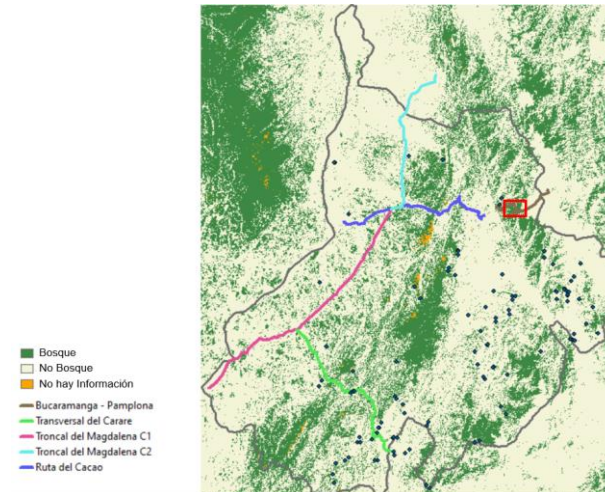 Bosque
No Bosque
No hay Información
Bucaramanga - Pamplona
Transversal del Carare
Troncal del Magdalena C1
Troncal del Magdalena C2
Ruta del Cacao